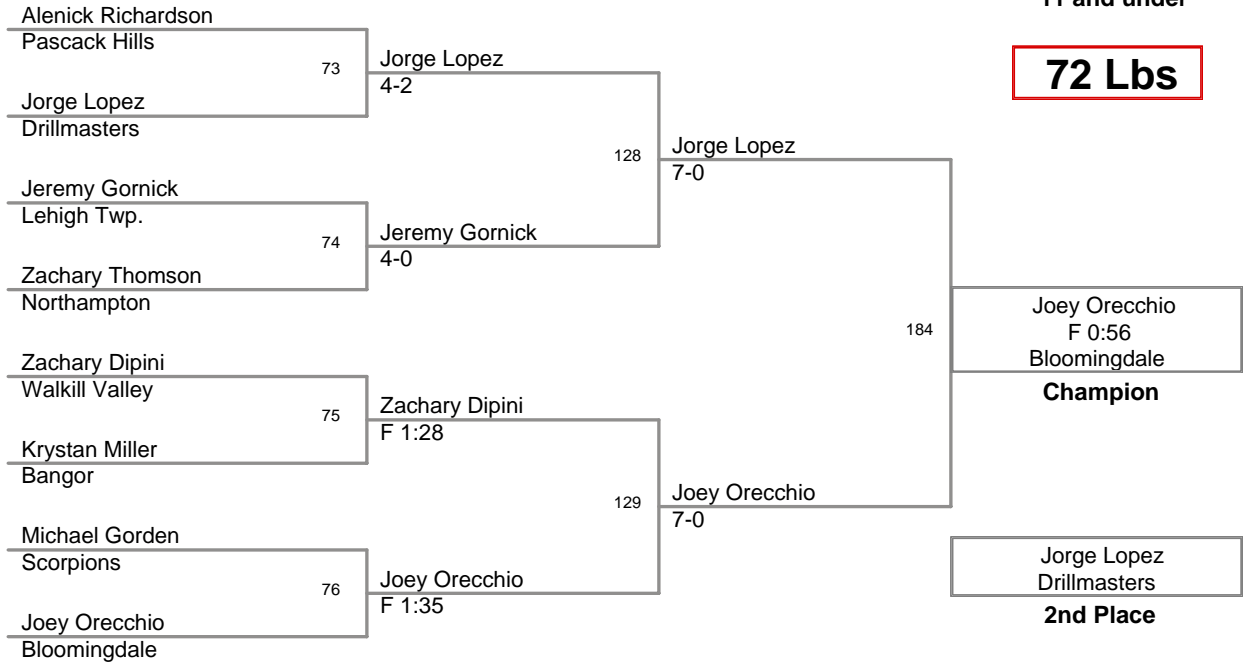 11 and under
72 Lbs
Alenick Richardson
Pascack Hills
73
Jorge Lopez
Drillmasters
Jorge Lopez
4-2
128
Jeremy Gornick
Lehigh Twp.
74
Zachary Thomson
Northampton
Jeremy Gornick
4-0
Jorge Lopez
7-0
Zachary Dipini
Walkill Valley
75
Krystan Miller
Bangor
Zachary Dipini
F 1:28
129
Michael Gorden
Scorpions
76
Joey Orecchio
Bloomingdale
Joey Orecchio
F 1:35
Joey Orecchio
7-0
184
Joey Orecchio
F 0:56
Bloomingdale
Champion
Jorge Lopez
Drillmasters
2nd Place